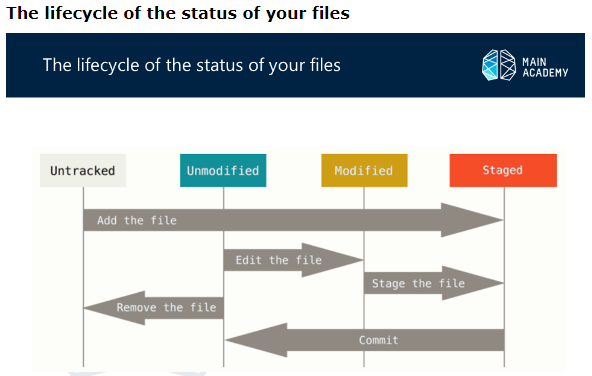 The lifecycle of the status of your files
The lifecycle of the status of your files
MAIN
ACADEMY
Untracked
Unmodified
Modified
Staged
Add the file
Edit the file
Stage the file
Remove the file
Commit